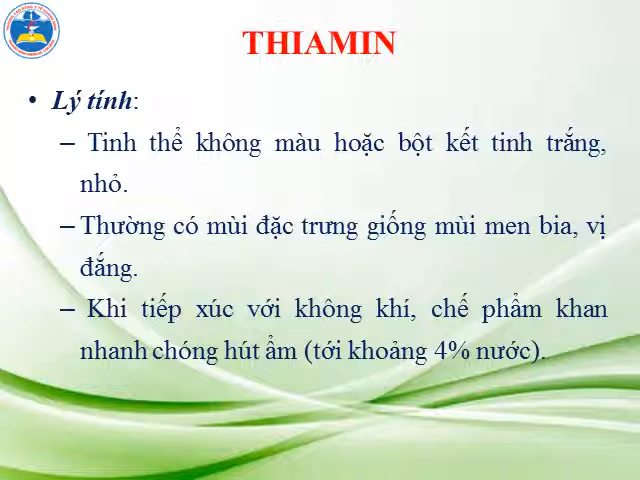 THIAMIN
• Lý tính:
– Tinh thể không màu hoặc bột kết tinh trắng,
nhỏ.
– Thường có mùi đặc trưng giống mùi men bia, vị
đắng.
– Khi tiếp xúc với không khí, chế phẩm khan
nhanh chóng hút ẩm (tới khoảng 4% nước).